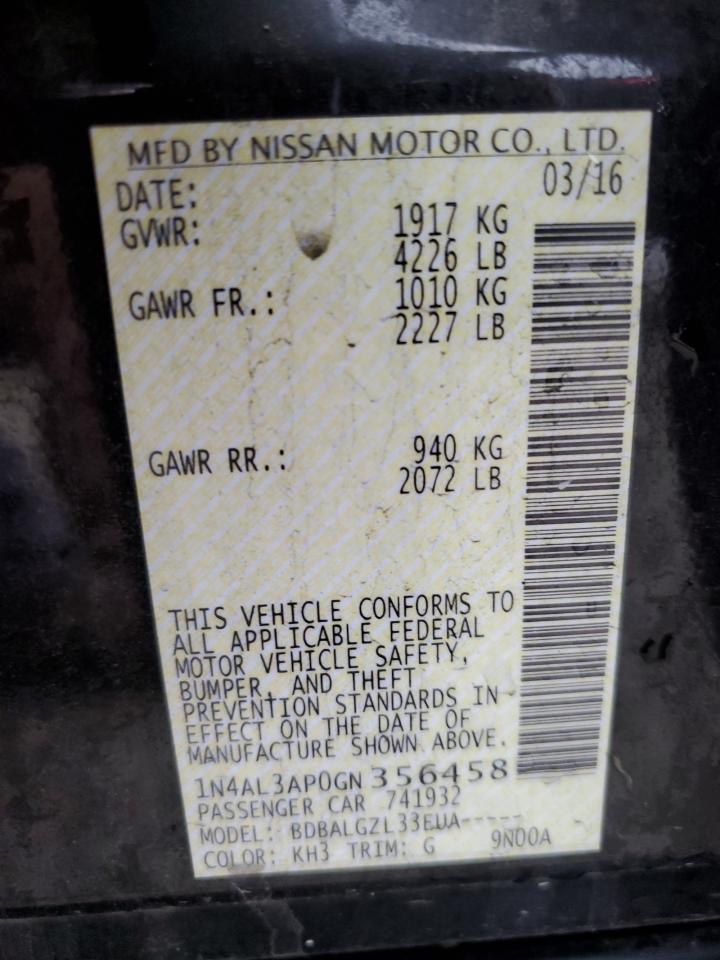 MFD BY NISSAN MOTOR CO., LTD.
DATE: 03/16
GVWR: 1917 KG
4226 LB
GAWR FR.: 1010 KG
2227 LB
GAWR RR.: 940 KG
2072 LB
THIS VEHICLE CONFORMS TO
ALL APPLICABLE FEDERAL
MOTOR VEHICLE SAFETY,
BUMPER, AND THEFT
PREVENTION STANDARDS IN
EFFECT ON THE DATE OF
MANUFACTURE SHOWN ABOVE.
1N4AL3AP0GN356458
PASSENGER CAR 741932
MODEL: BDBALGZL33EUA-----
COLOR: KH3 TRIM: G 9N00A